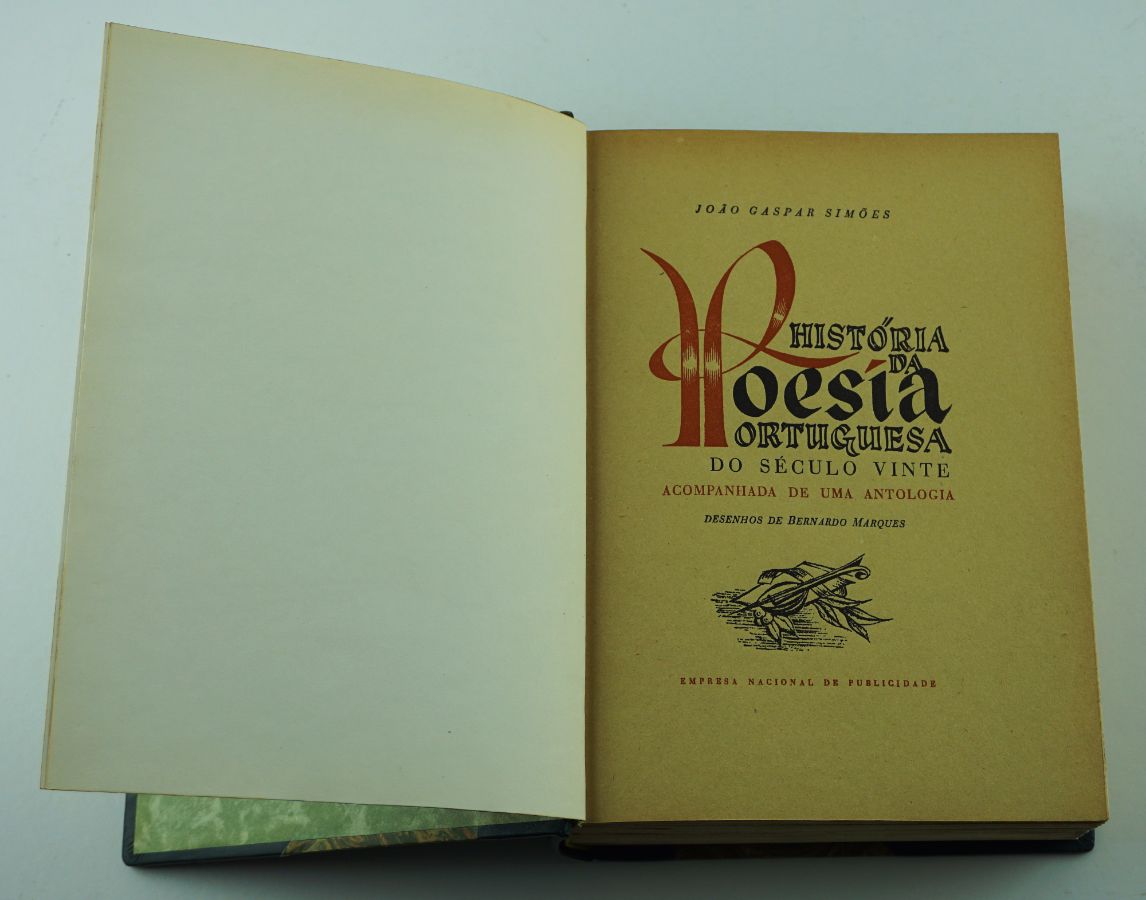 JOÃO GASPAR SIMÕES
HISTÓRIA
DA
Poesia
PORTUGUESA
DO SÉCULO VINTE
ACOMPANHADA DE UMA ANTOLOGIA
DESENHOS DE BERNARDO MARQUES
EMPRESA NACIONAL DE PUBLICIDADE